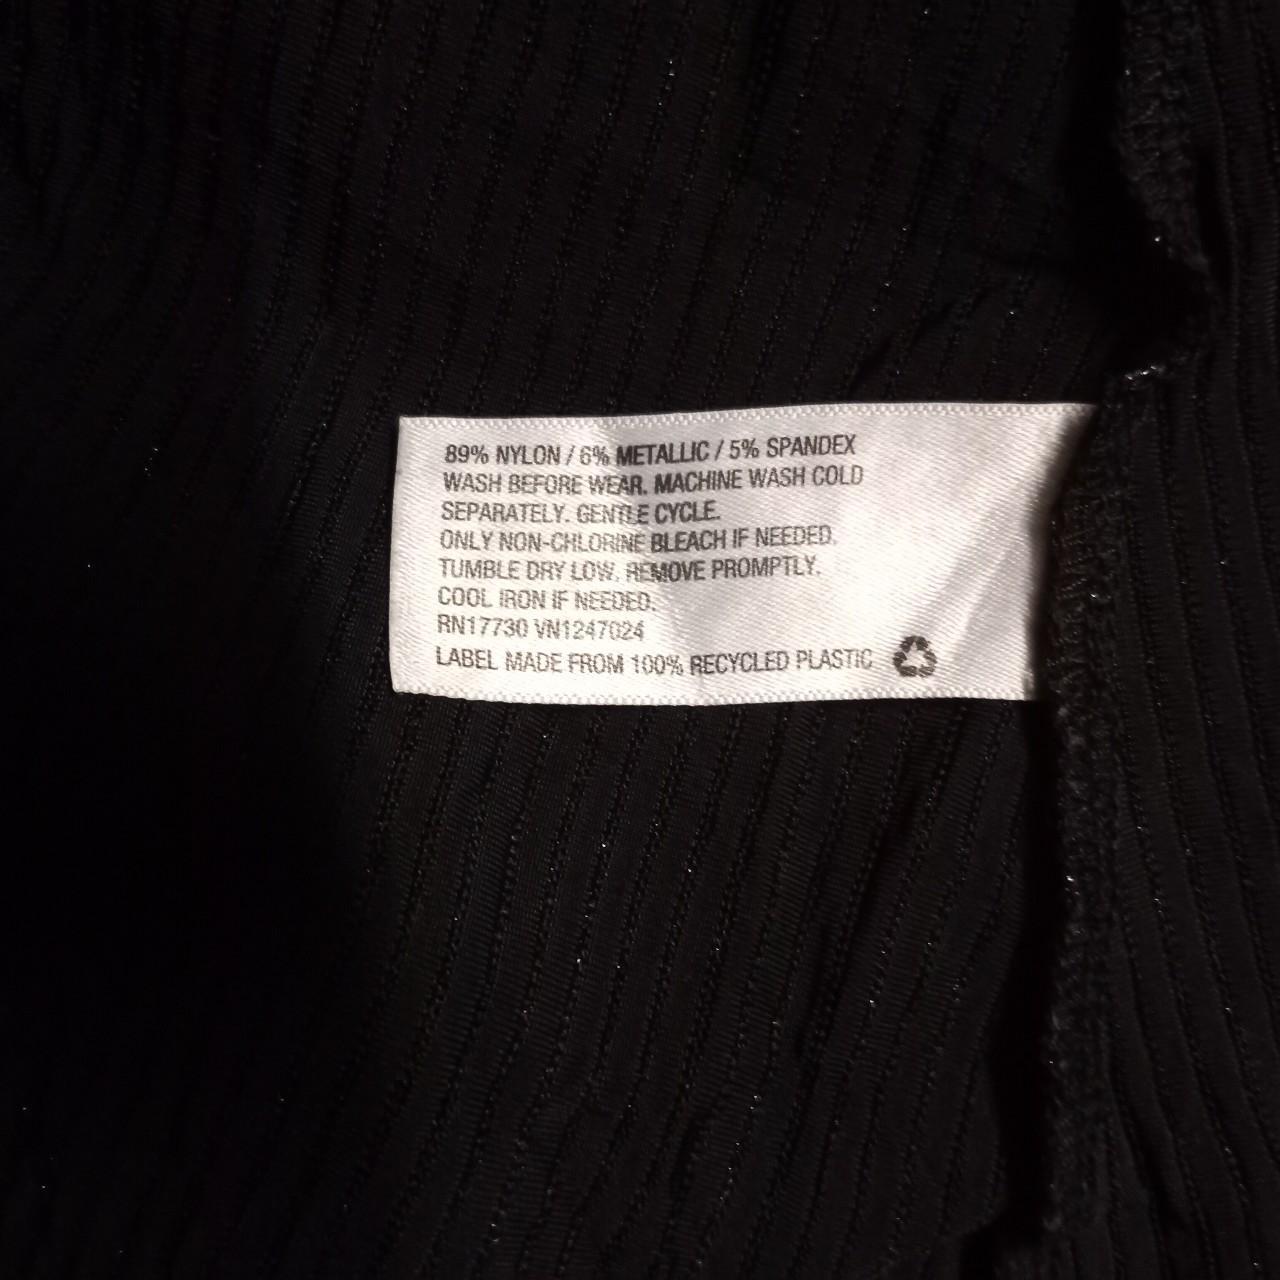 89% NYLON / 6% METALLIC / 5% SPANDEX
WASH BEFORE WEAR. MACHINE WASH COLD
SEPARATELY. GENTLE CYCLE.
ONLY NON-CHLORINE BLEACH IF NEEDED.
TUMBLE DRY LOW. REMOVE PROMPTLY.
COOL IRON IF NEEDED.
RN17730 VN1247024
LABEL MADE FROM 100% RECYCLED PLASTIC